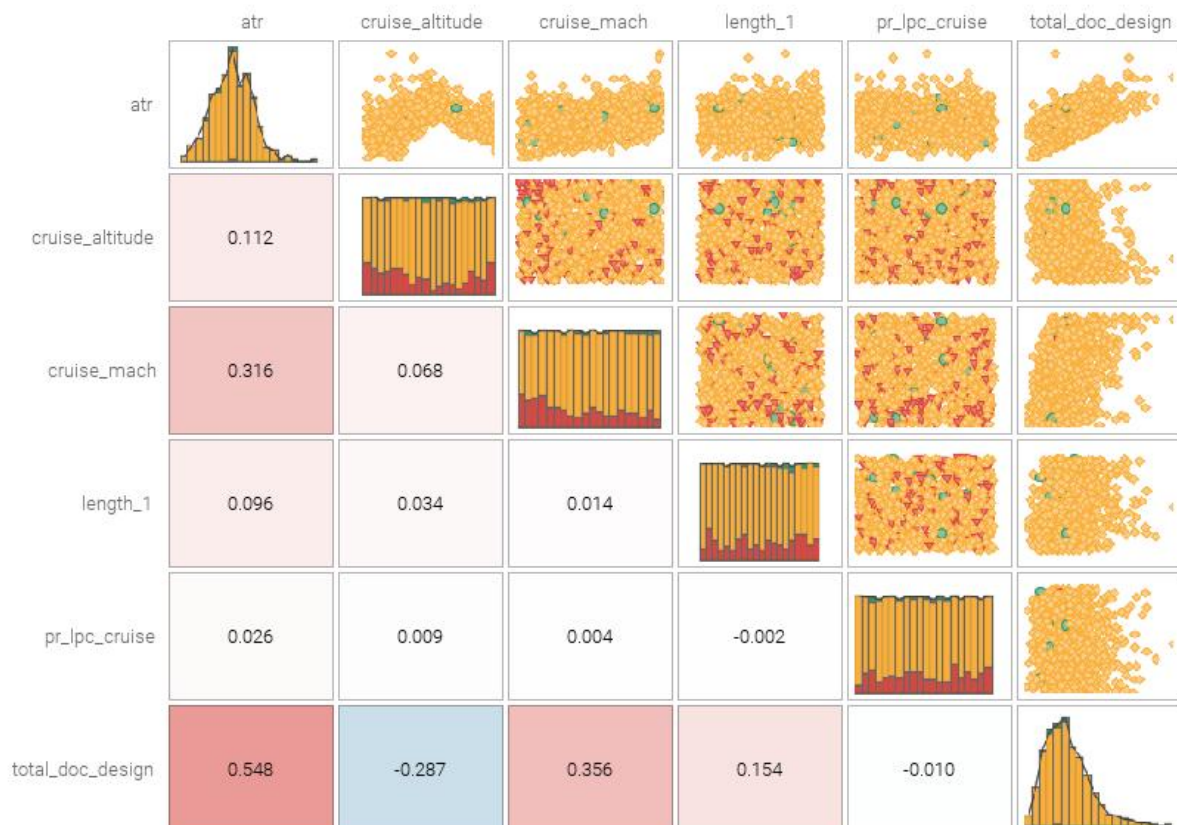 atr cruise_altitude cruise_mach length_1 pr_lpc_cruise total_doc_design
atr
cruise_altitude 0.112
cruise_mach 0.316 0.068
length_1 0.096 0.034 0.014
pr_lpc_cruise 0.026 0.009 0.004 -0.002
total_doc_design 0.548 -0.287 0.356 0.154 -0.010